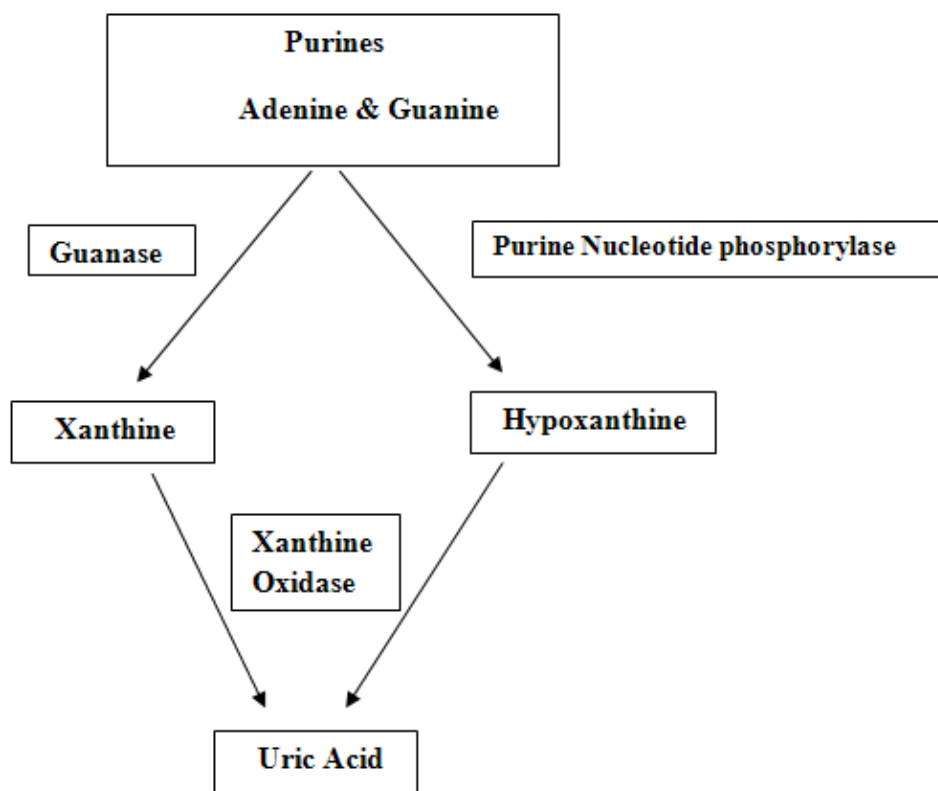 Purines
Adenine & Guanine
Guanase
Purine Nucleotide phosphorylase
Xanthine
Hypoxanthine
Xanthine
Oxidase
Uric Acid